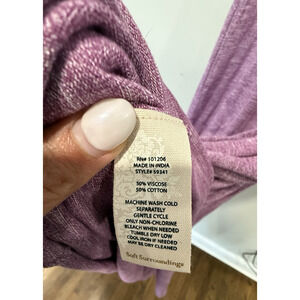 RN# 101206
MADE IN INDIA
STYLE# 59341
50% VISCOSE
50% COTTON
MACHINE WASH COLD
SEPARATELY
GENTLE CYCLE
ONLY NON-CHLORINE
BLEACH WHEN NEEDED
TUMBLE DRY LOW
COOL IRON IF NEEDED
MAY BE DRY CLEANED
Soft Surroundings